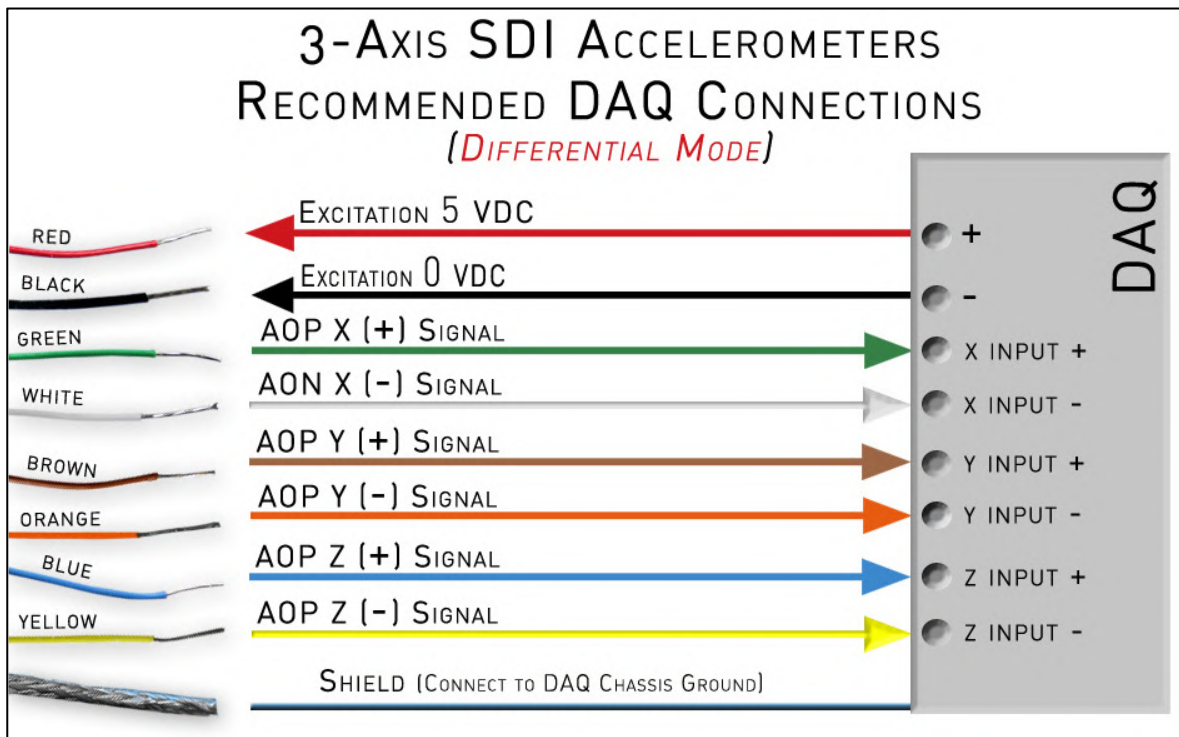 3-Axis SDI Accelerometers
Recommended DAQ Connections
(Differential Mode)
DAQ
RED
Excitation 5 VDC
+
BLACK
Excitation 0 VDC
-
GREEN
AOP X (+) Signal
X INPUT +
WHITE
AON X (-) Signal
X INPUT -
BROWN
AOP Y (+) Signal
Y INPUT +
ORANGE
AOP Y (-) Signal
Y INPUT -
BLUE
AOP Z (+) Signal
Z INPUT +
YELLOW
AOP Z (-) Signal
Z INPUT -
Shield (Connect to DAQ Chassis Ground)